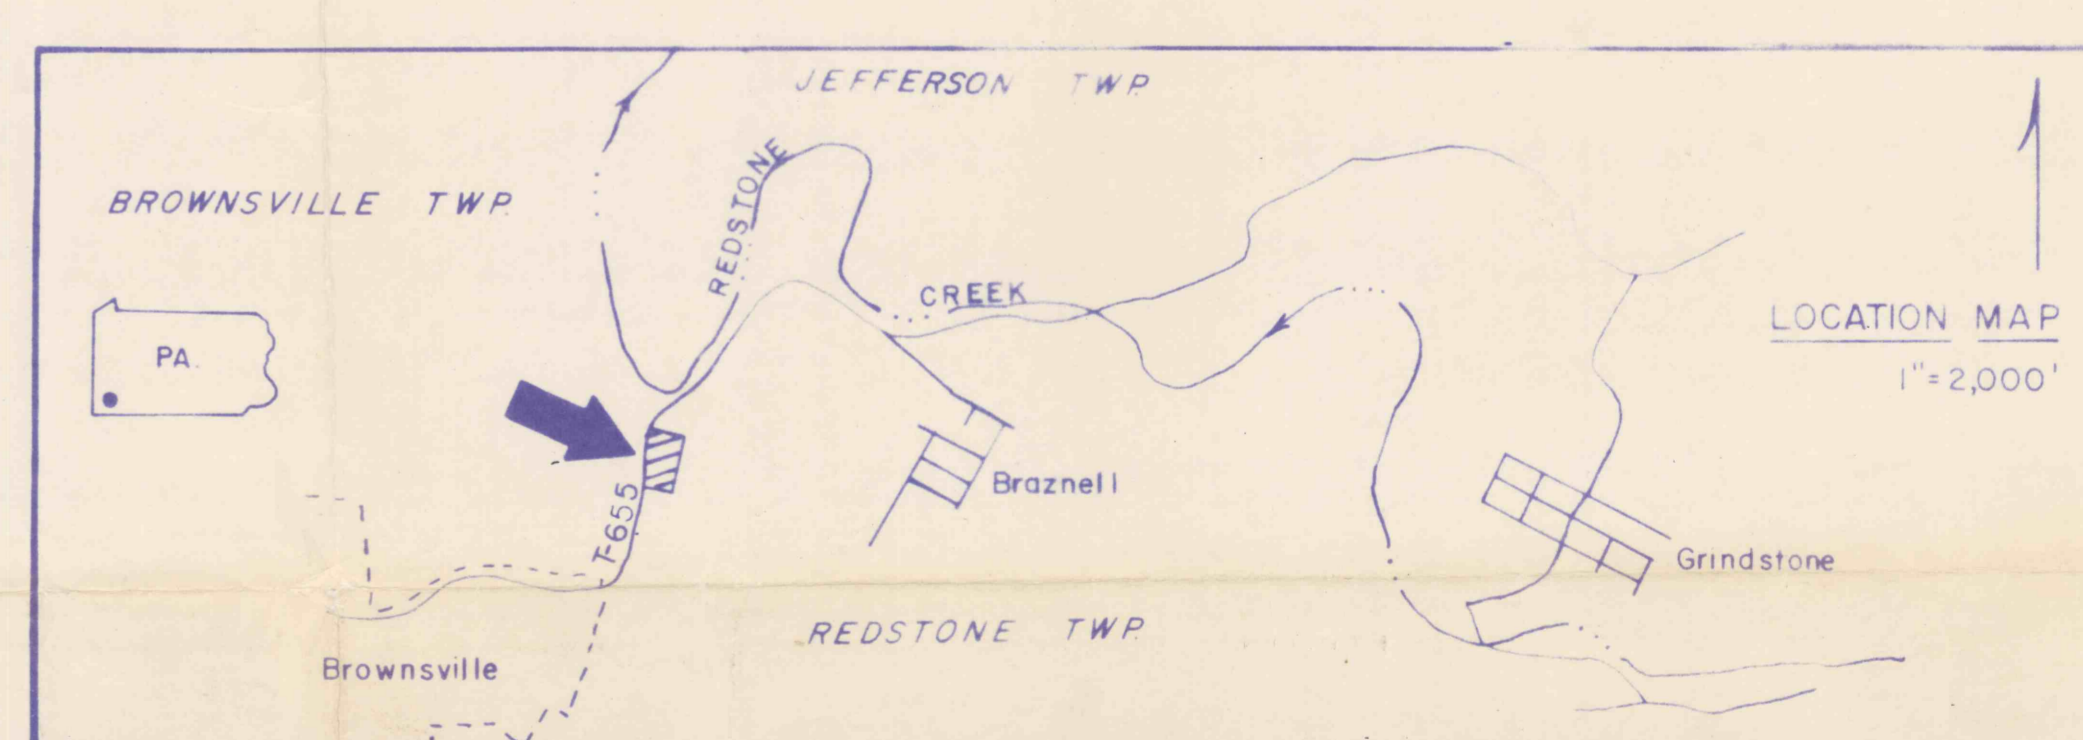 JEFFERSON TWP.
BROWNSVILLE TWP.
REDSTONE
CREEK
LOCATION MAP
1"=2,000'
PA.
Braznell
T-655
Grindstone
REDSTONE TWP.
Brownsville